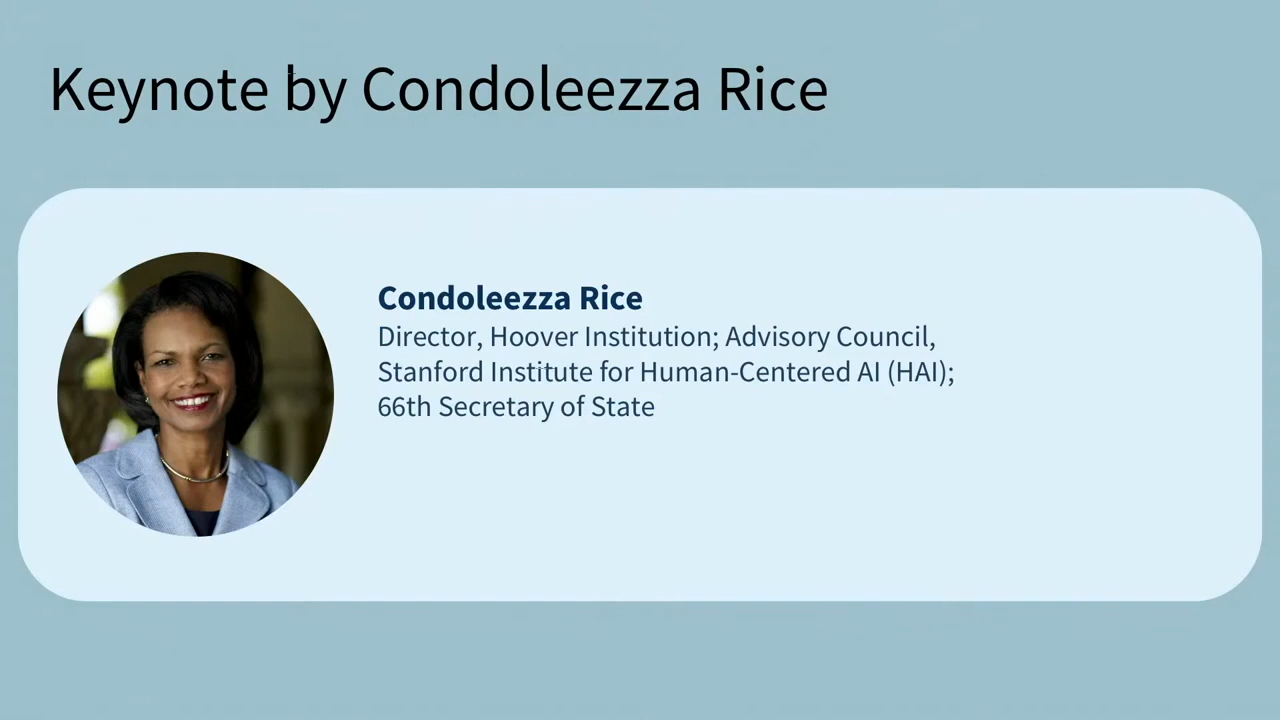 Keynote by Condoleezza Rice
Condoleezza Rice
Director, Hoover Institution; Advisory Council,
Stanford Institute for Human-Centered AI (HAI);
66th Secretary of State